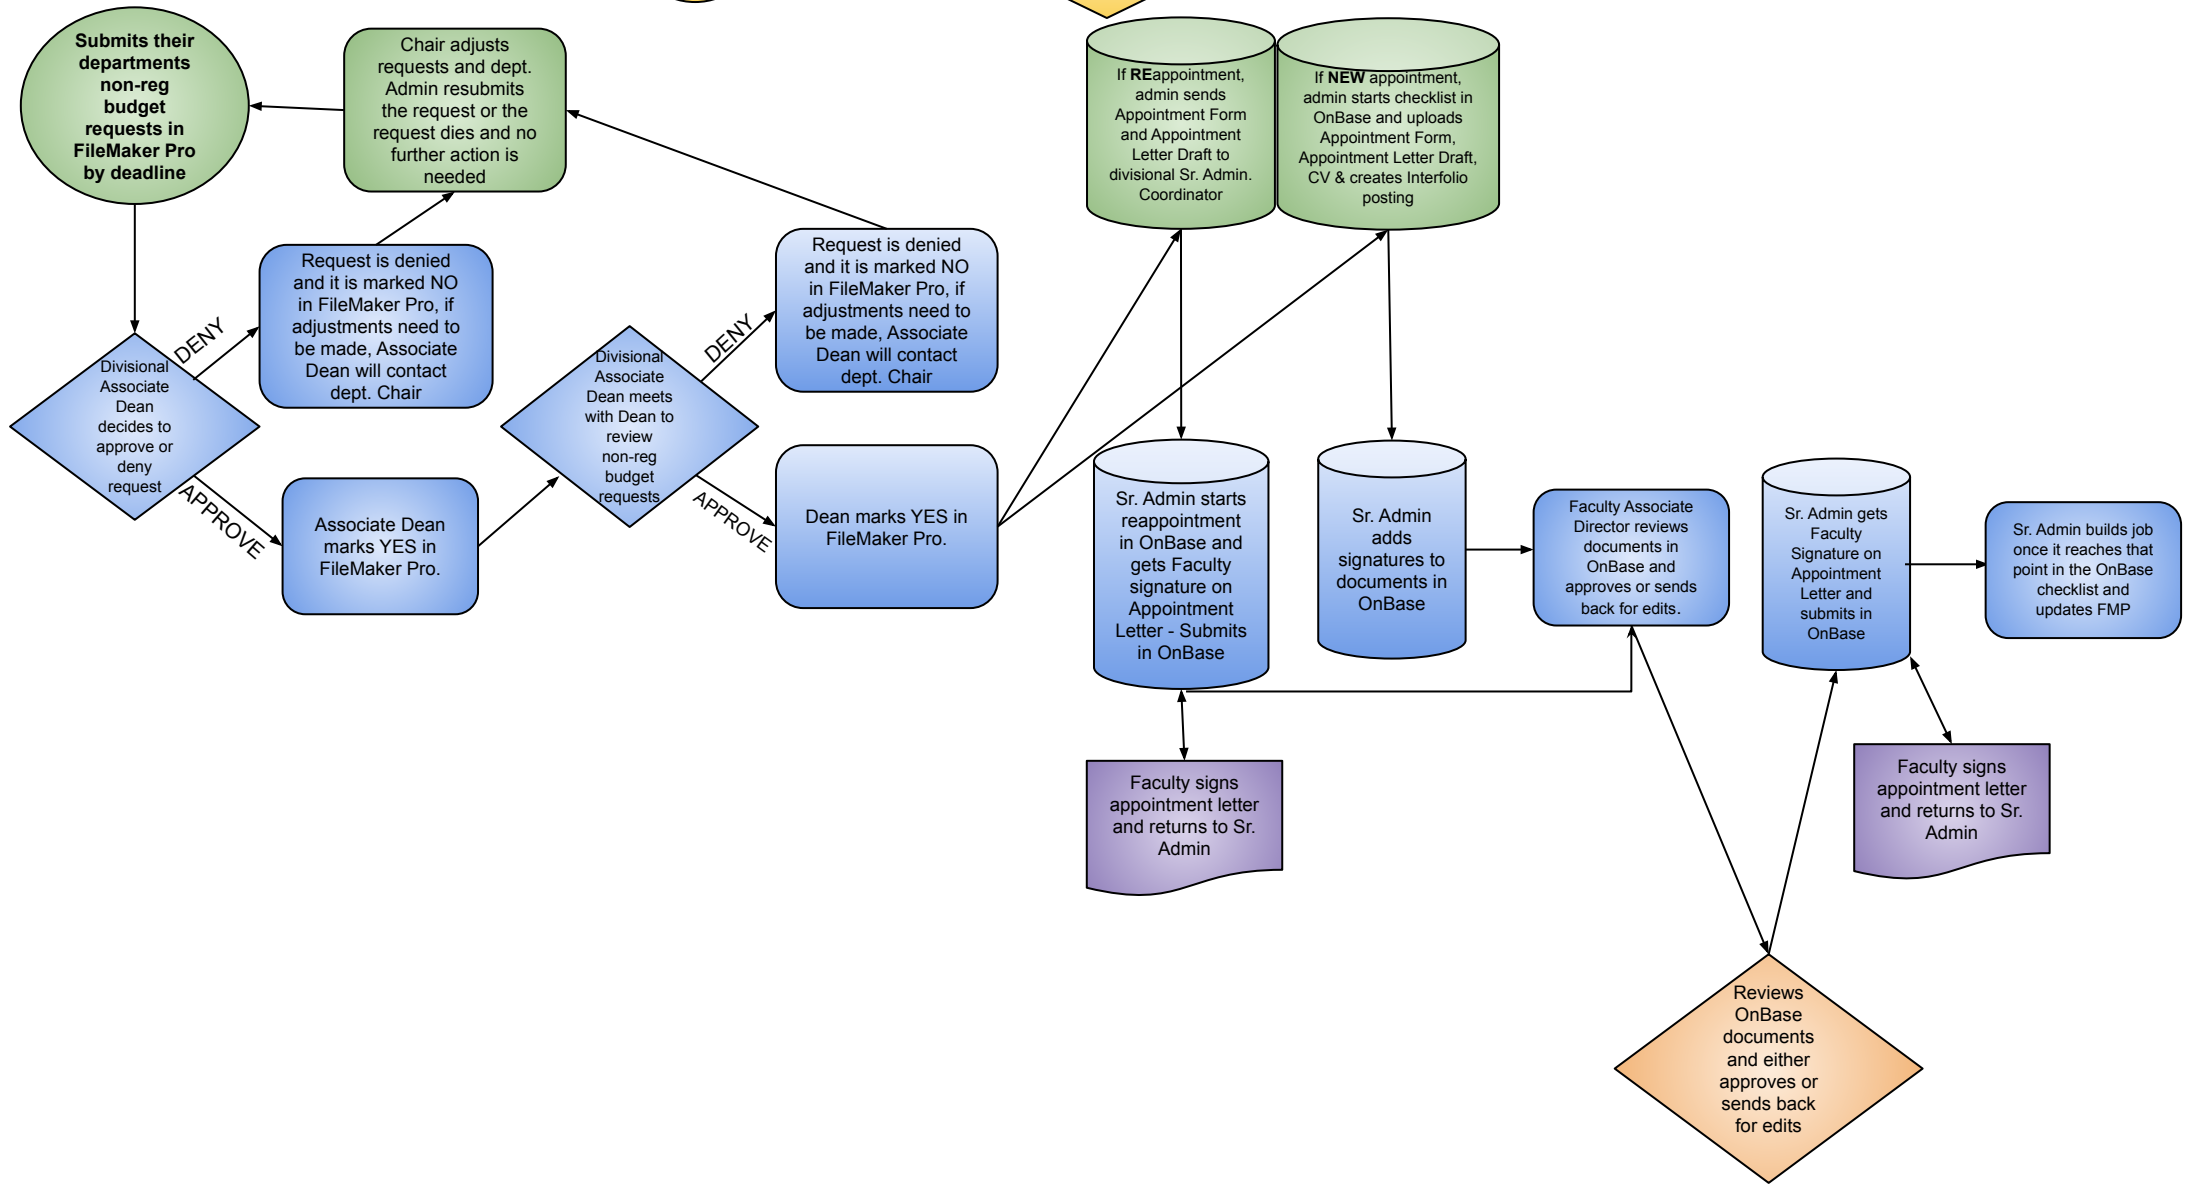 Submits their
departments
non-reg
budget
requests in
FileMaker Pro
by deadline
Chair adjusts
requests and dept.
Admin resubmits
the request or the
request dies and no
further action is
needed
If REappointment,
admin sends
Appointment Form
and Appointment
Letter Draft to
divisional Sr. Admin.
Coordinator
If NEW appointment,
admin starts checklist in
OnBase and uploads
Appointment Form,
Appointment Letter Draft,
CV & creates Interfolio
posting
Request is denied
and it is marked NO
in FileMaker Pro, if
adjustments need to
be made, Associate
Dean will contact
dept. Chair
Request is denied
and it is marked NO
in FileMaker Pro, if
adjustments need to
be made, Associate
Dean will contact
dept. Chair
DENY
DENY
Divisional
Associate
Dean
decides to
approve or
deny
request
Divisional
Associate
Dean meets
with Dean to
review
non-reg
budget
requests
APPROVE
APPROVE
Associate Dean
marks YES in
FileMaker Pro.
Dean marks YES in
FileMaker Pro.
Sr. Admin starts
reappointment
in OnBase and
gets Faculty
signature on
Appointment
Letter - Submits
in OnBase
Sr. Admin
adds
signatures to
documents in
OnBase
Faculty Associate
Director reviews
documents in
OnBase and
approves or sends
back for edits.
Sr. Admin gets
Faculty
Signature on
Appointment
Letter and
submits in
OnBase
Sr. Admin builds job
once it reaches that
point in the OnBase
checklist and
updates FMP
Faculty signs
appointment letter
and returns to Sr.
Admin
Faculty signs
appointment letter
and returns to Sr.
Admin
Reviews
OnBase
documents
and either
approves or
sends back
for edits